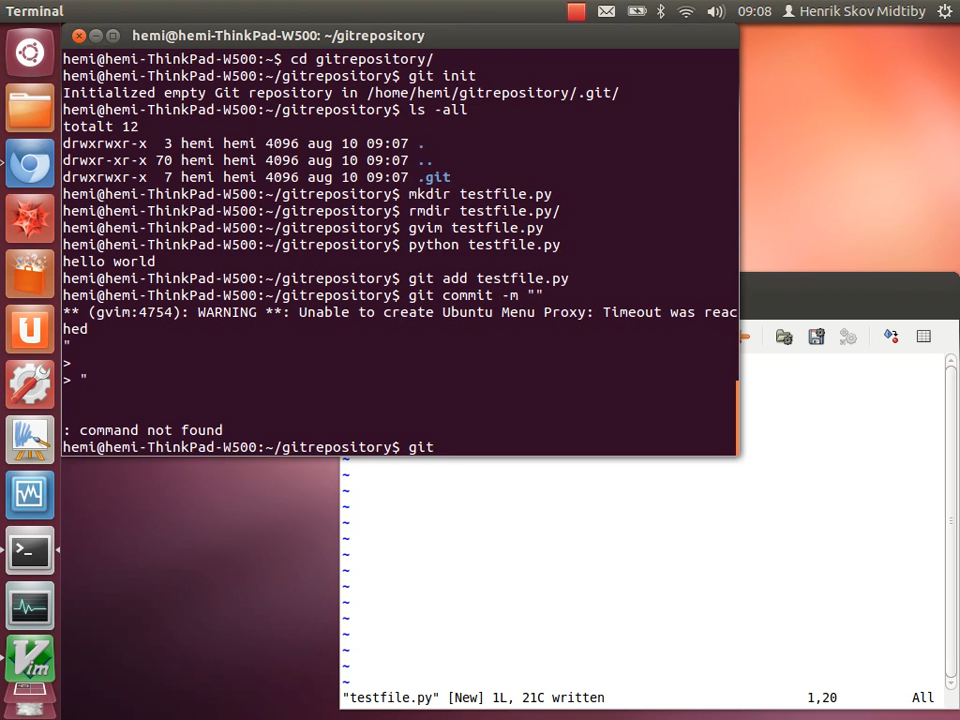 Terminal
09:08 Henrik Skov Midtiby
hemi@hemi-ThinkPad-W500: ~/gitrepository
hemi@hemi-ThinkPad-W500:~$ cd gitrepository/
hemi@hemi-ThinkPad-W500:~/gitrepository$ git init
Initialized empty Git repository in /home/hemi/gitrepository/.git/
hemi@hemi-ThinkPad-W500:~/gitrepository$ ls -all
totalt 12
drwxrwxr-x  3 hemi hemi 4096 aug 10 09:07 .
drwxr-xr-x 70 hemi hemi 4096 aug 10 09:07 ..
drwxrwxr-x  7 hemi hemi 4096 aug 10 09:07 .git
hemi@hemi-ThinkPad-W500:~/gitrepository$ mkdir testfile.py
hemi@hemi-ThinkPad-W500:~/gitrepository$ rmdir testfile.py/
hemi@hemi-ThinkPad-W500:~/gitrepository$ gvim testfile.py
hemi@hemi-ThinkPad-W500:~/gitrepository$ python testfile.py
hello world
hemi@hemi-ThinkPad-W500:~/gitrepository$ git add testfile.py
hemi@hemi-ThinkPad-W500:~/gitrepository$ git commit -m ""
** (gvim:4754): WARNING **: Unable to create Ubuntu Menu Proxy: Timeout was reac
hed
"
>
> "
: command not found
hemi@hemi-ThinkPad-W500:~/gitrepository$ git
~
~
~
~
~
~
~
~
~
~
~
~
~
~
"testfile.py" [New] 1L, 21C written 1,20 All